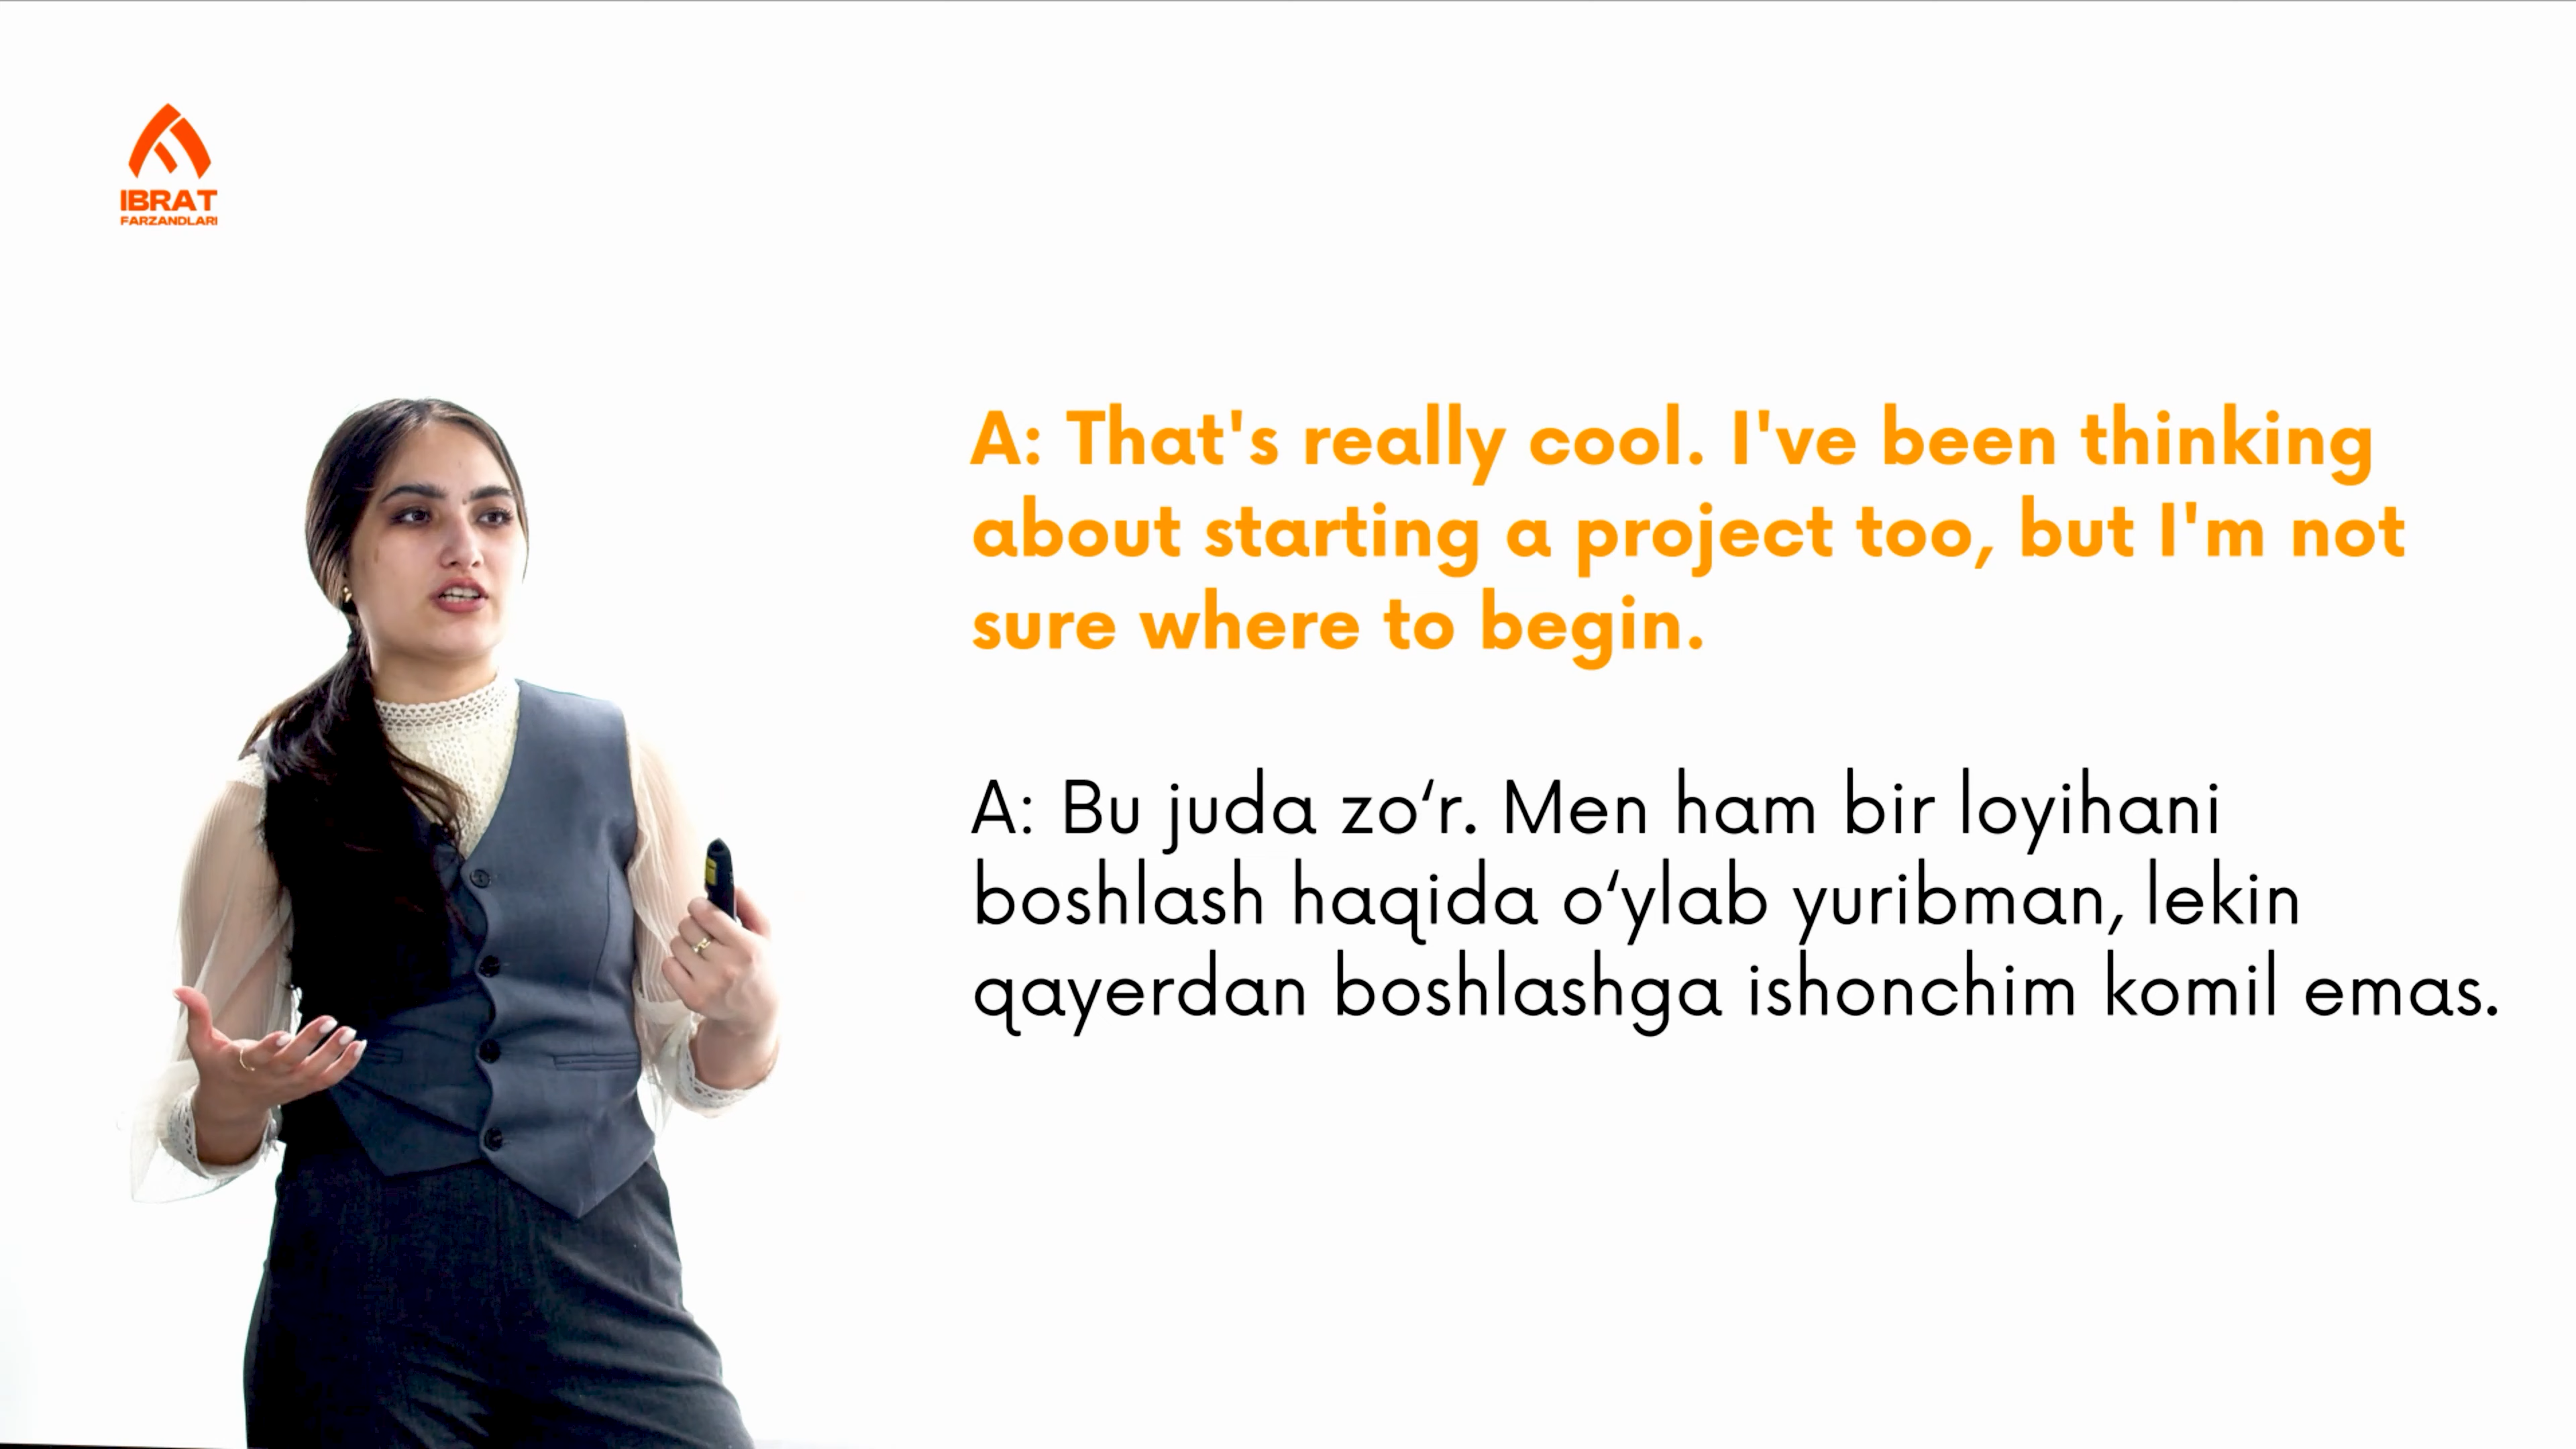 IBRAT
FARZANDLARI
A: That's really cool. I've been thinking
about starting a project too, but I'm not
sure where to begin.
A: Bu juda zo‘r. Men ham bir loyihani
boshlash haqida o‘ylab yuribman, lekin
qayerdan boshlashga ishonchim komil emas.